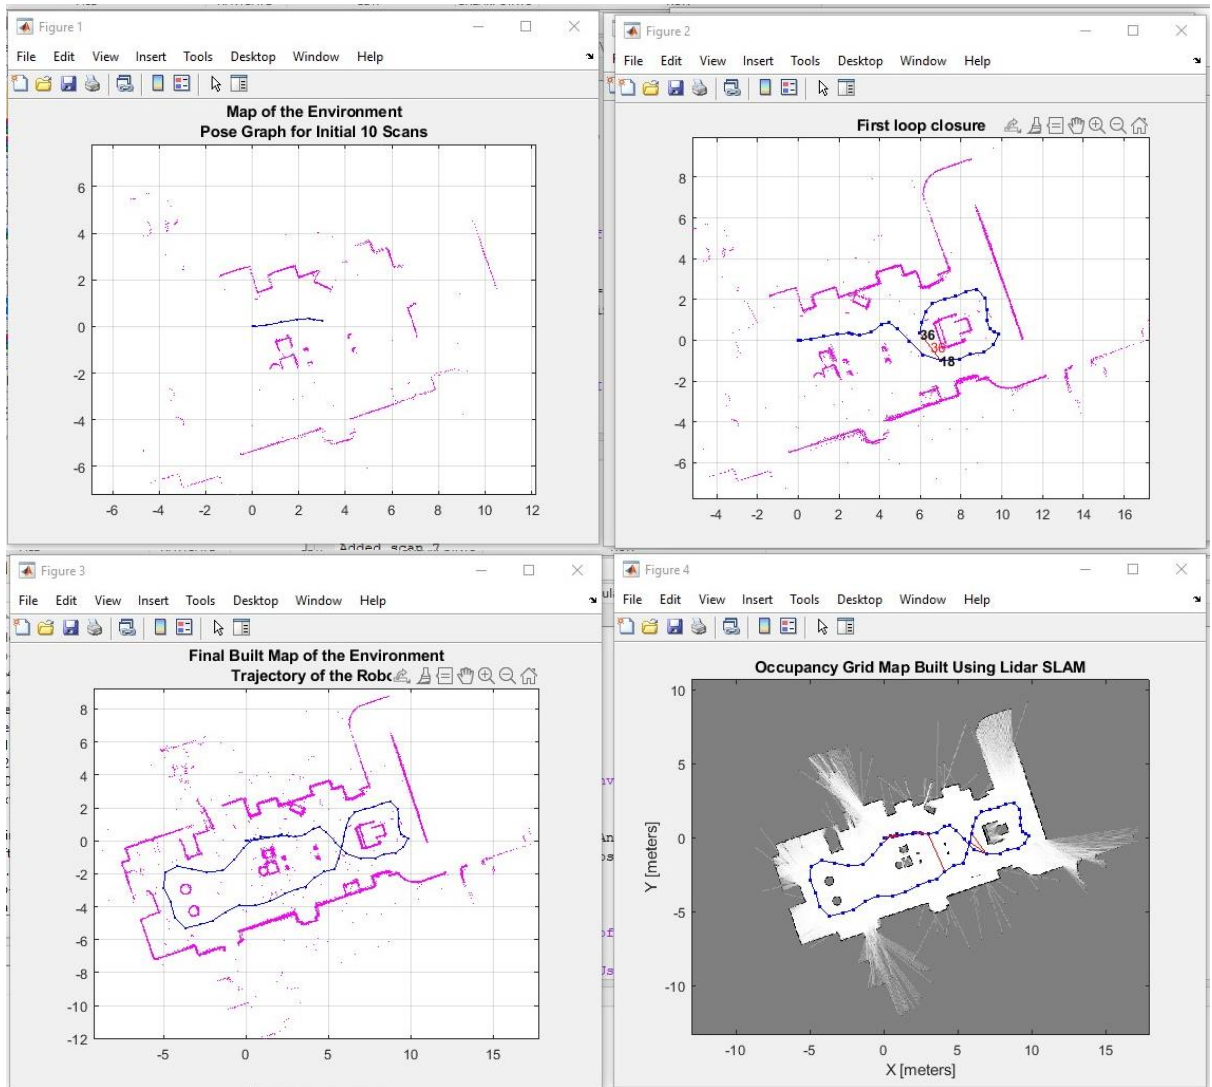 Figure 1
File Edit View Insert Tools Desktop Window Help
Map of the Environment
Pose Graph for Initial 10 Scans
6
4
2
0
-2
-4
-6
-6 -4 -2 0 2 4 6 8 10 12
Figure 2
File Edit View Insert Tools Desktop Window Help
First loop closure
8
6
4
2
0
-2
-4
-6
36
36
18
-4 -2 0 2 4 6 8 10 12 14 16
Added scan 7
Figure 3
File Edit View Insert Tools Desktop Window Help
Final Built Map of the Environment
Trajectory of the Robo
8
6
4
2
0
-2
-4
-6
-8
-10
-12
-5 0 5 10 15
Figure 4
File Edit View Insert Tools Desktop Window Help
Occupancy Grid Map Built Using Lidar SLAM
Y [meters]
10
5
0
-5
-10
-10 -5 0 5 10 15
X [meters]